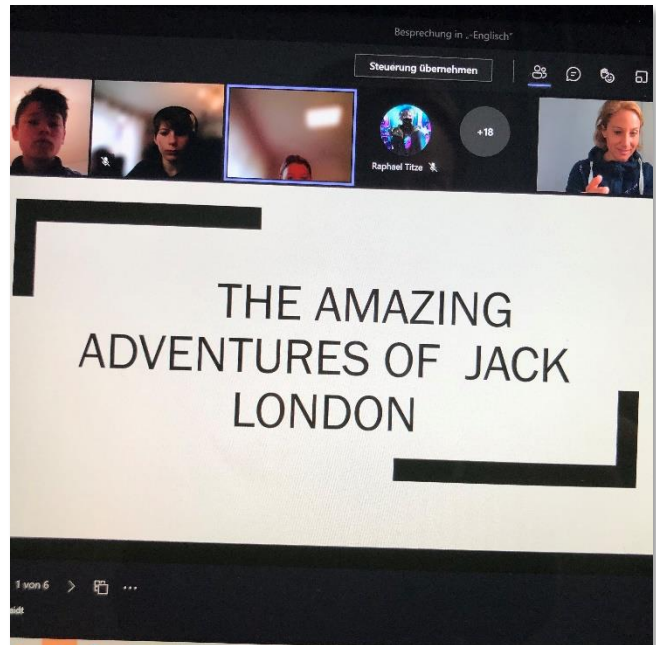 Besprechung in „-Englisch"
Steuerung übernehmen
+18
Raphael Titze
THE AMAZING
ADVENTURES OF JACK
LONDON
1 von 6